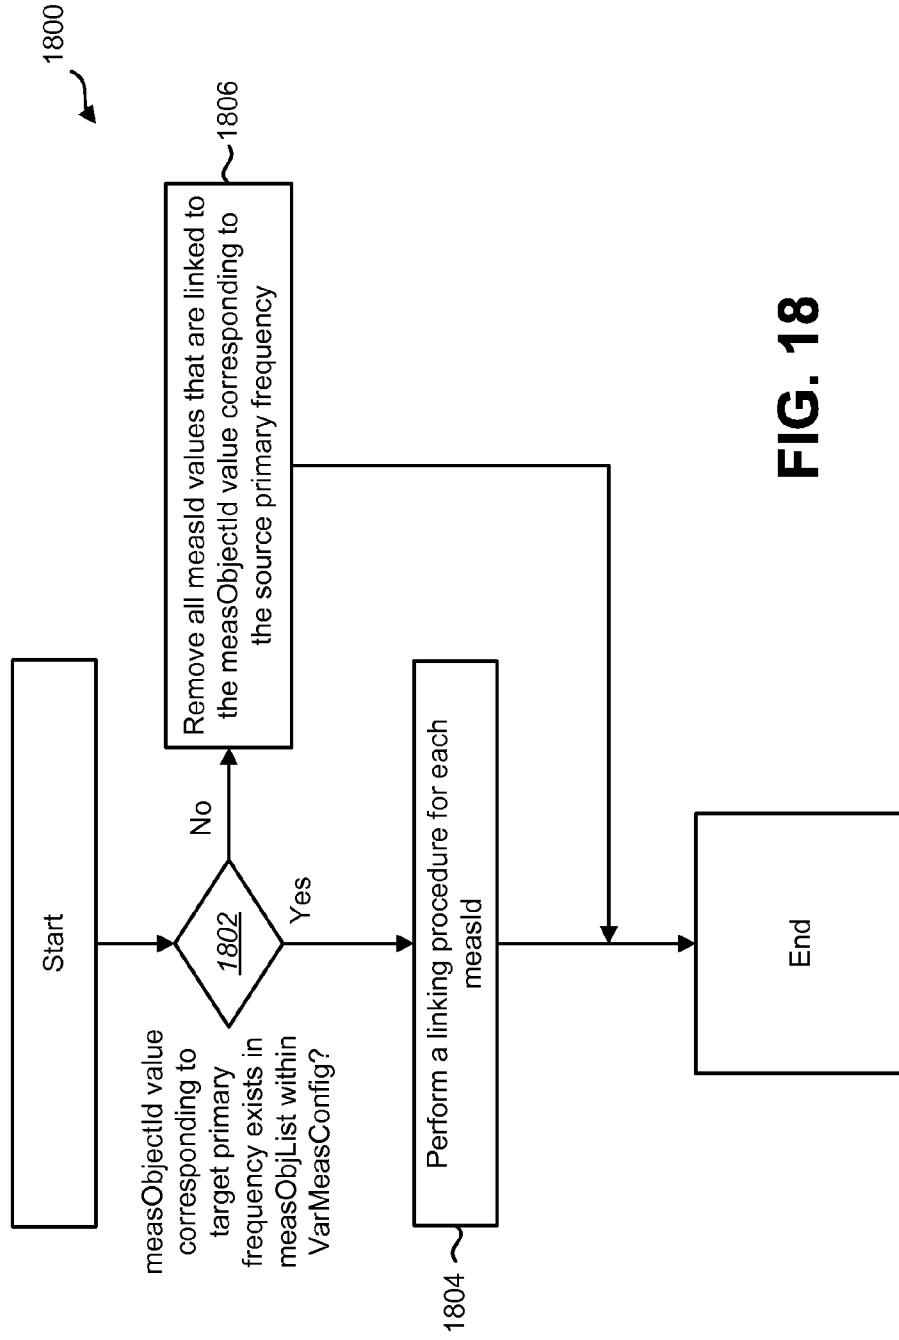 1800
Start
measObjectId value
corresponding to
target primary
frequency exists in
measObjList within
VarMeasConfig?
1802
No
Yes
Remove all measId values that are linked to
the measObjectId value corresponding to
the source primary frequency
1806
Perform a linking procedure for each
measId
1804
End
FIG. 18